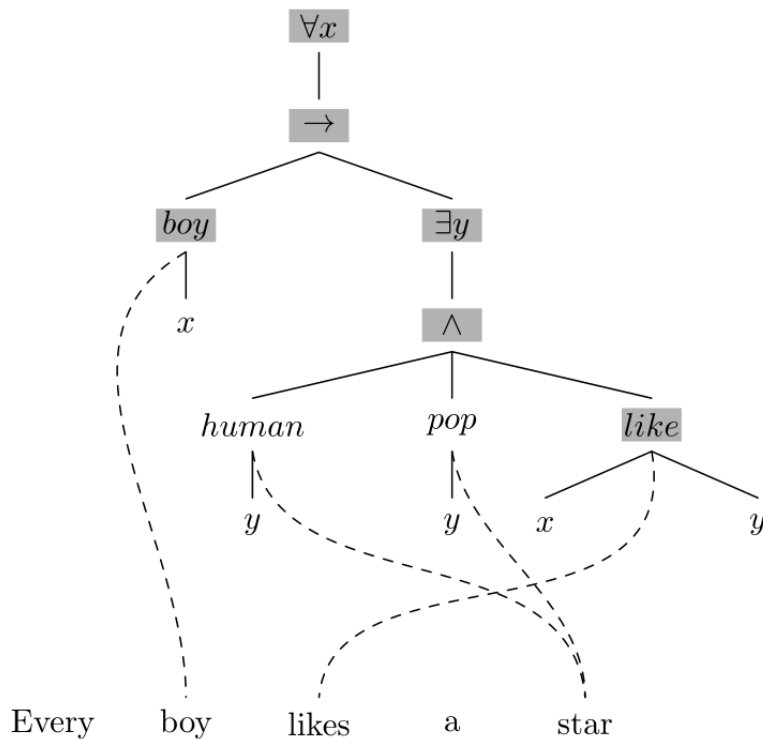 ∀x
→
boy ∃y
x ∧
human pop like
y y x y
Every boy likes a star